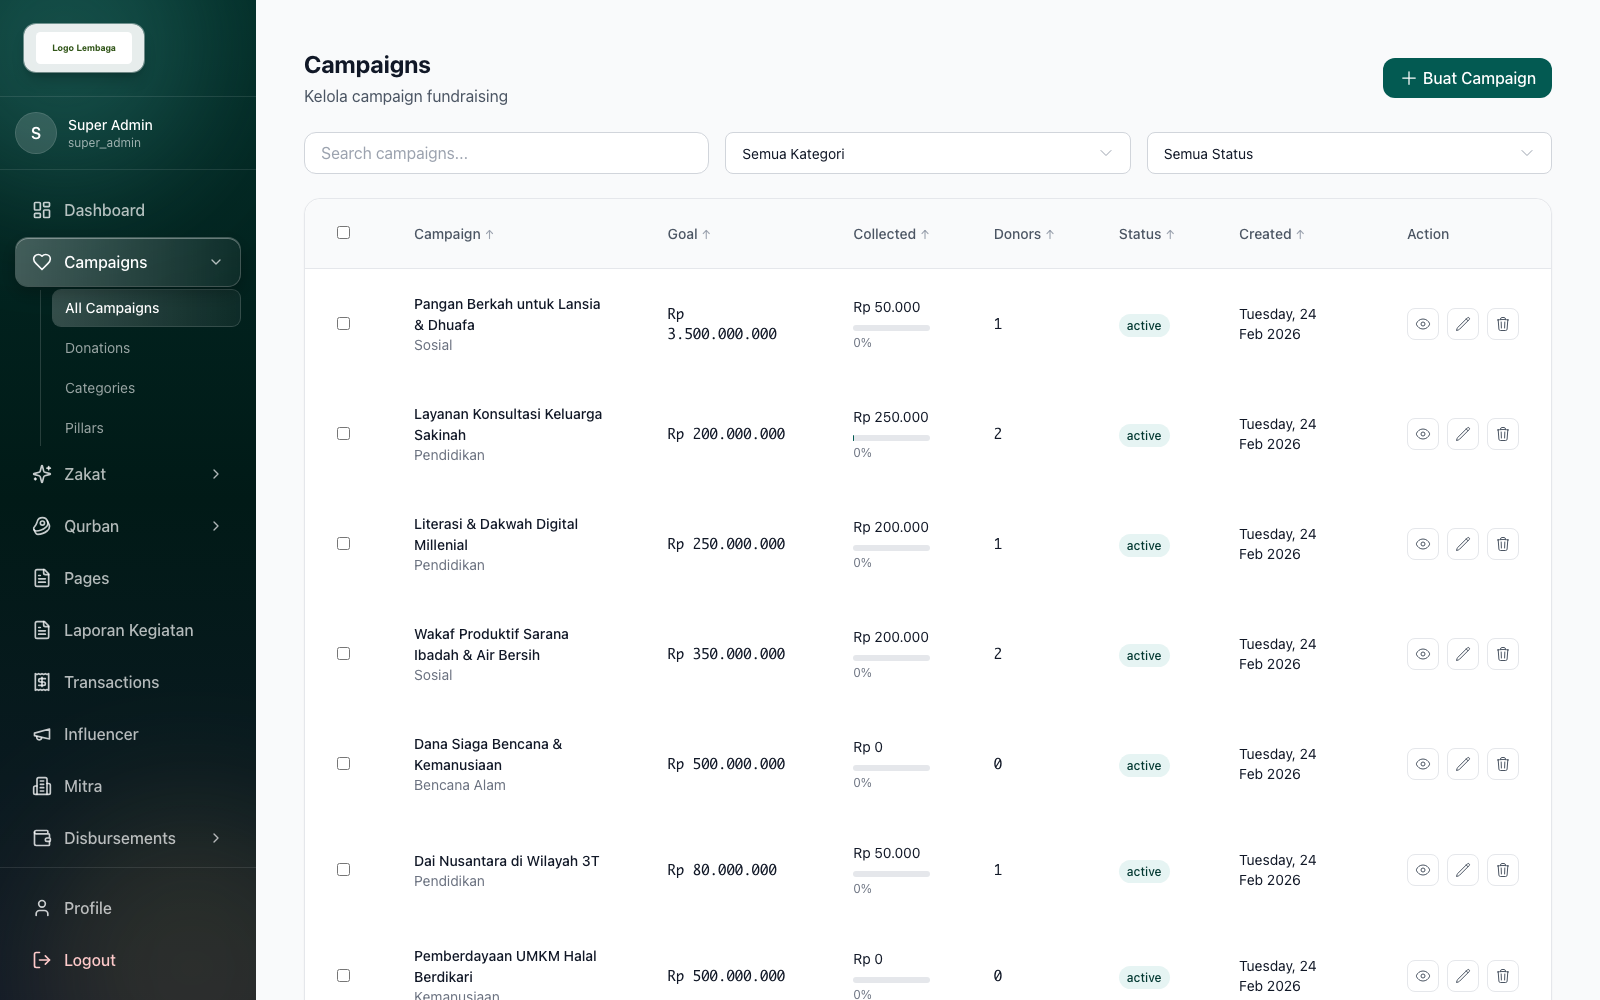 Logo Lembaga
S
Super Admin
super_admin
Dashboard
Campaigns
All Campaigns
Donations
Categories
Pillars
Zakat
Qurban
Pages
Laporan Kegiatan
Transactions
Influencer
Mitra
Disbursements
Profile
Logout
Campaigns
Kelola campaign fundraising
Buat Campaign
Search campaigns...
Semua Kategori
Semua Status
Campaign ↑ Goal ↑ Collected ↑ Donors ↑ Status ↑ Created ↑ Action
Pangan Berkah untuk Lansia
& Dhuafa
Sosial
Rp
3.500.000.000
Rp 50.000
0%
1
active
Tuesday, 24
Feb 2026
Layanan Konsultasi Keluarga
Sakinah
Pendidikan
Rp 200.000.000
Rp 250.000
0%
2
active
Tuesday, 24
Feb 2026
Literasi & Dakwah Digital
Millenial
Pendidikan
Rp 250.000.000
Rp 200.000
0%
1
active
Tuesday, 24
Feb 2026
Wakaf Produktif Sarana
Ibadah & Air Bersih
Sosial
Rp 350.000.000
Rp 200.000
0%
2
active
Tuesday, 24
Feb 2026
Dana Siaga Bencana &
Kemanusiaan
Bencana Alam
Rp 500.000.000
Rp 0
0%
0
active
Tuesday, 24
Feb 2026
Dai Nusantara di Wilayah 3T
Pendidikan
Rp 80.000.000
Rp 50.000
0%
1
active
Tuesday, 24
Feb 2026
Pemberdayaan UMKM Halal
Berdikari
Kemanusiaan
Rp 500.000.000
Rp 0
0%
0
active
Tuesday, 24
Feb 2026